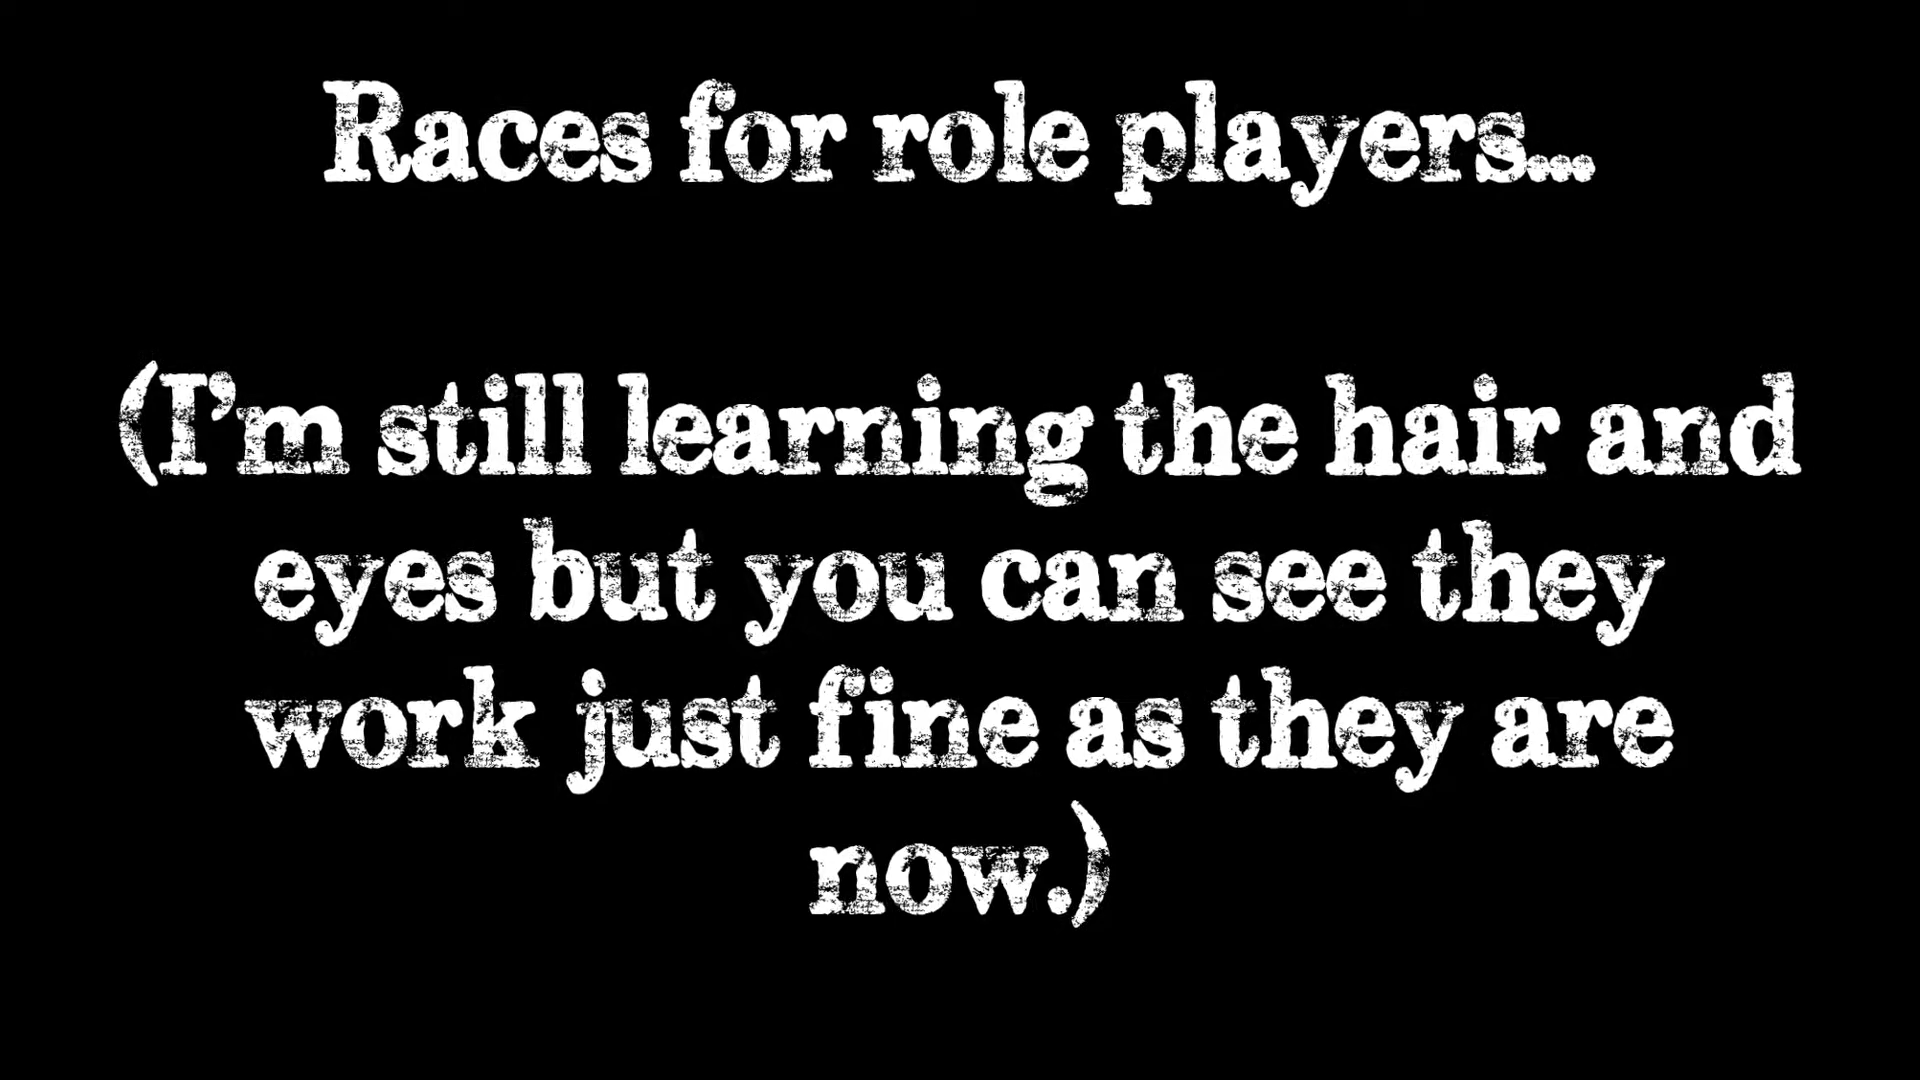 Races for role players...
(I'm still learning the hair and
eyes but you can see they
work just fine as they are
now.)